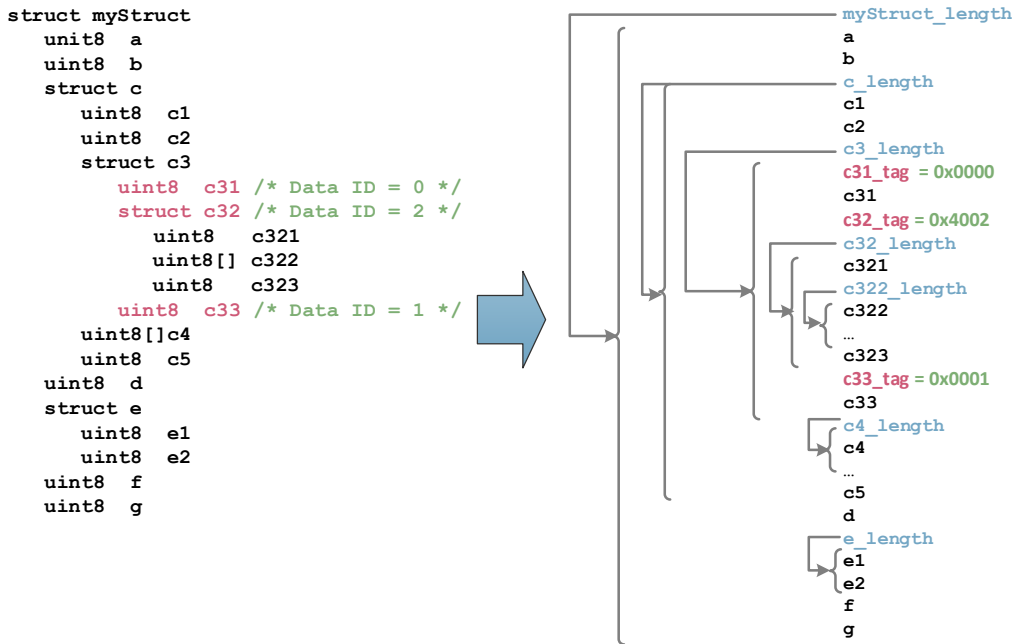 struct myStruct
unit8 a
uint8 b
struct c
uint8 c1
uint8 c2
struct c3
uint8 c31 /* Data ID = 0 */
struct c32 /* Data ID = 2 */
uint8 c321
uint8[] c322
uint8 c323
uint8 c33 /* Data ID = 1 */
uint8[]c4
uint8 c5
uint8 d
struct e
uint8 e1
uint8 e2
uint8 f
uint8 g
myStruct_length
a
b
c_length
c1
c2
c3_length
c31_tag = 0x0000
c31
c32_tag = 0x4002
c32_length
c321
c322_length
c322
…
c323
c33_tag = 0x0001
c33
c4_length
c4
…
c5
d
e_length
e1
e2
f
g